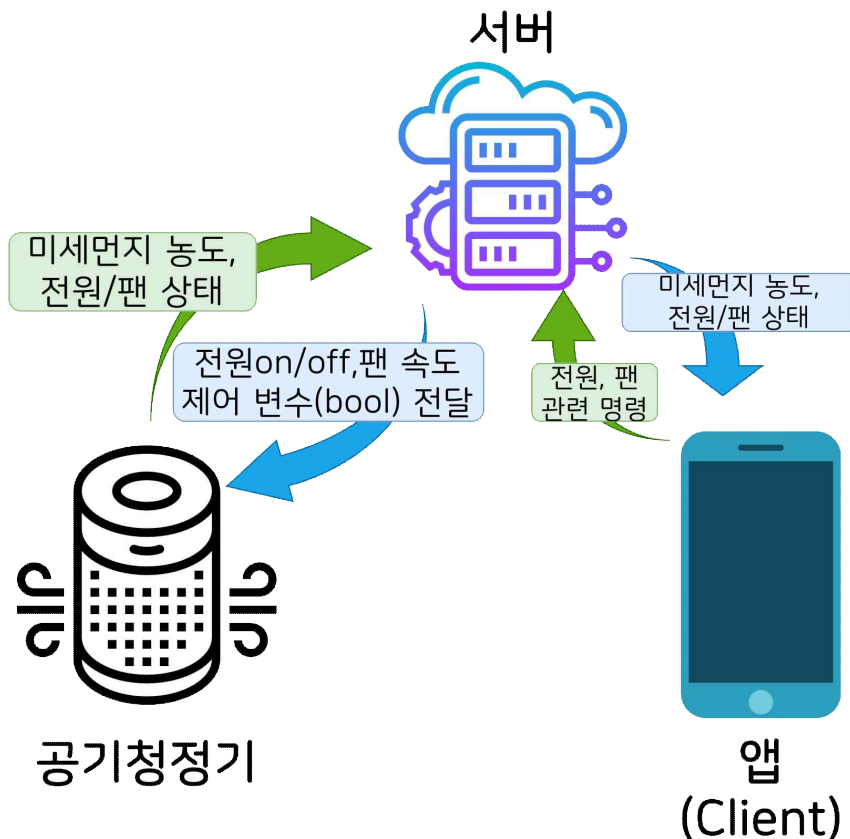 서버
미세먼지 농도,
전원/팬 상태
미세먼지 농도,
전원/팬 상태
전원on/off,팬 속도
제어 변수(bool) 전달
전원, 팬
관련 명령
공기청정기
앱
(Client)